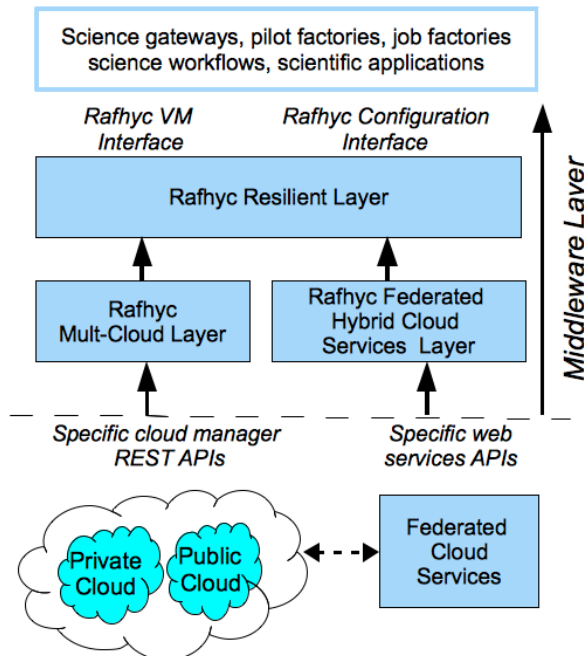 Science gateways, pilot factories, job factories
science workflows, scientific applications
Rafhyc VM
Interface
Rafhyc Configuration
Interface
Rafhyc Resilient Layer
Rafhyc
Mult-Cloud Layer
Rafhyc Federated
Hybrid Cloud
Services Layer
Middleware Layer
Specific cloud manager
REST APIs
Specific web
services APIs
Private
Cloud
Public
Cloud
Federated
Cloud
Services